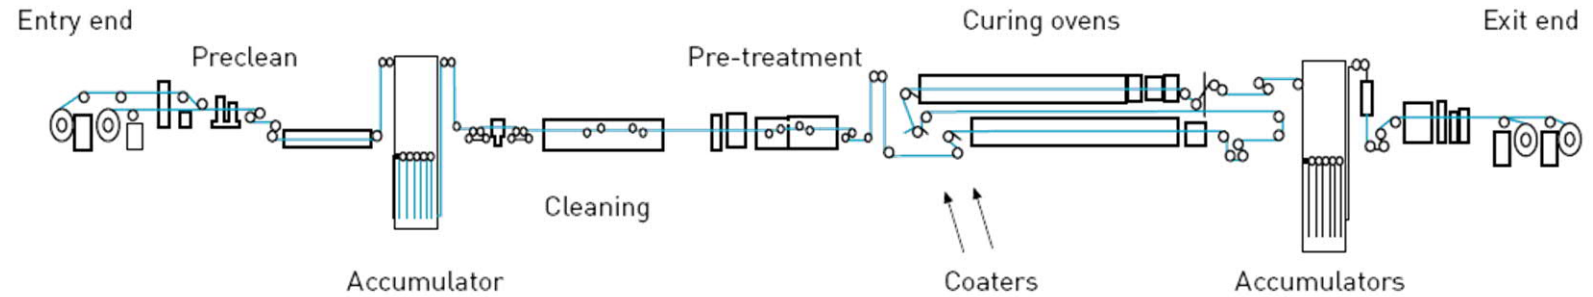 Entry end
Curing ovens
Exit end
Preclean
Pre-treatment
Cleaning
Accumulator
Coaters
Accumulators